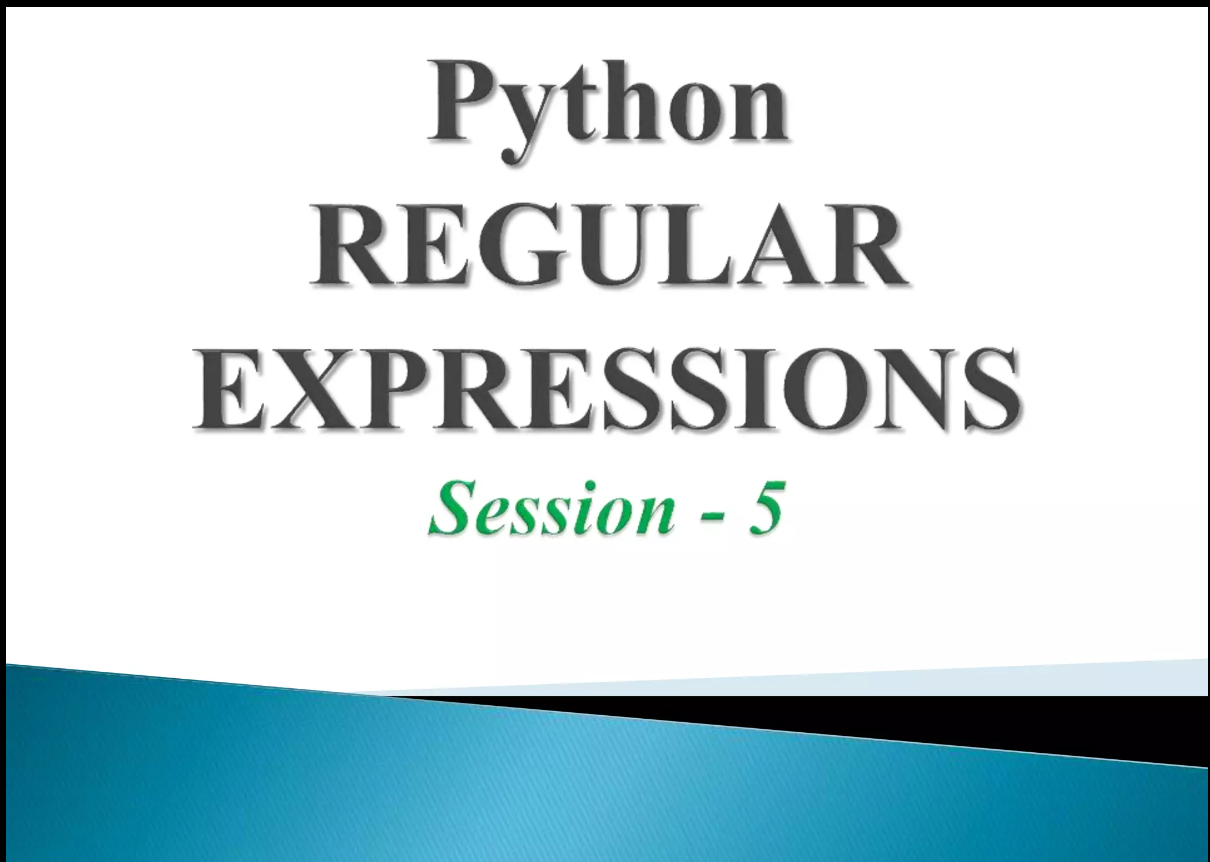 Python
REGULAR
EXPRESSIONS
Session - 5